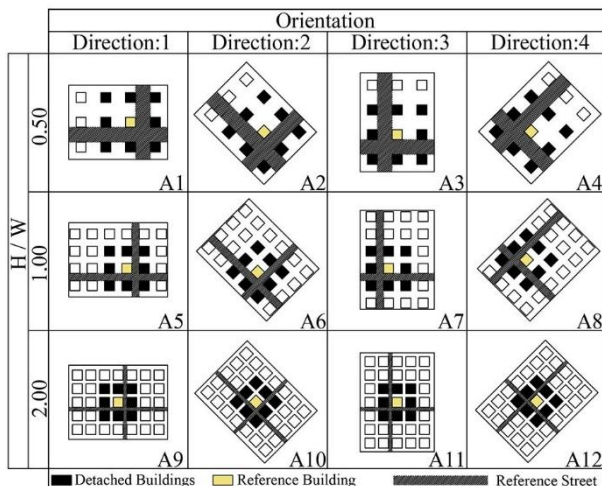 Orientation
Direction:1 Direction:2 Direction:3 Direction:4
H / W
0.50
A1 A2 A3 A4
1.00
A5 A6 A7 A8
2.00
A9 A10 A11 A12
Detached Buildings Reference Building Reference Street